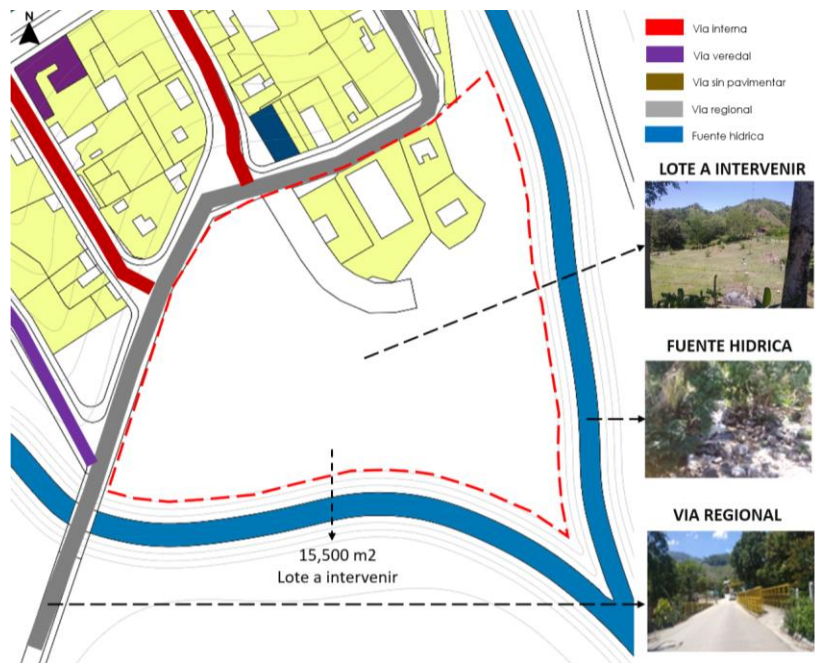 N
Via interna
Via veredal
Via sin pavimentar
Via regional
Fuente hidrica
LOTE A INTERVENIR
FUENTE HIDRICA
VIA REGIONAL
15,500 m2
Lote a intervenir